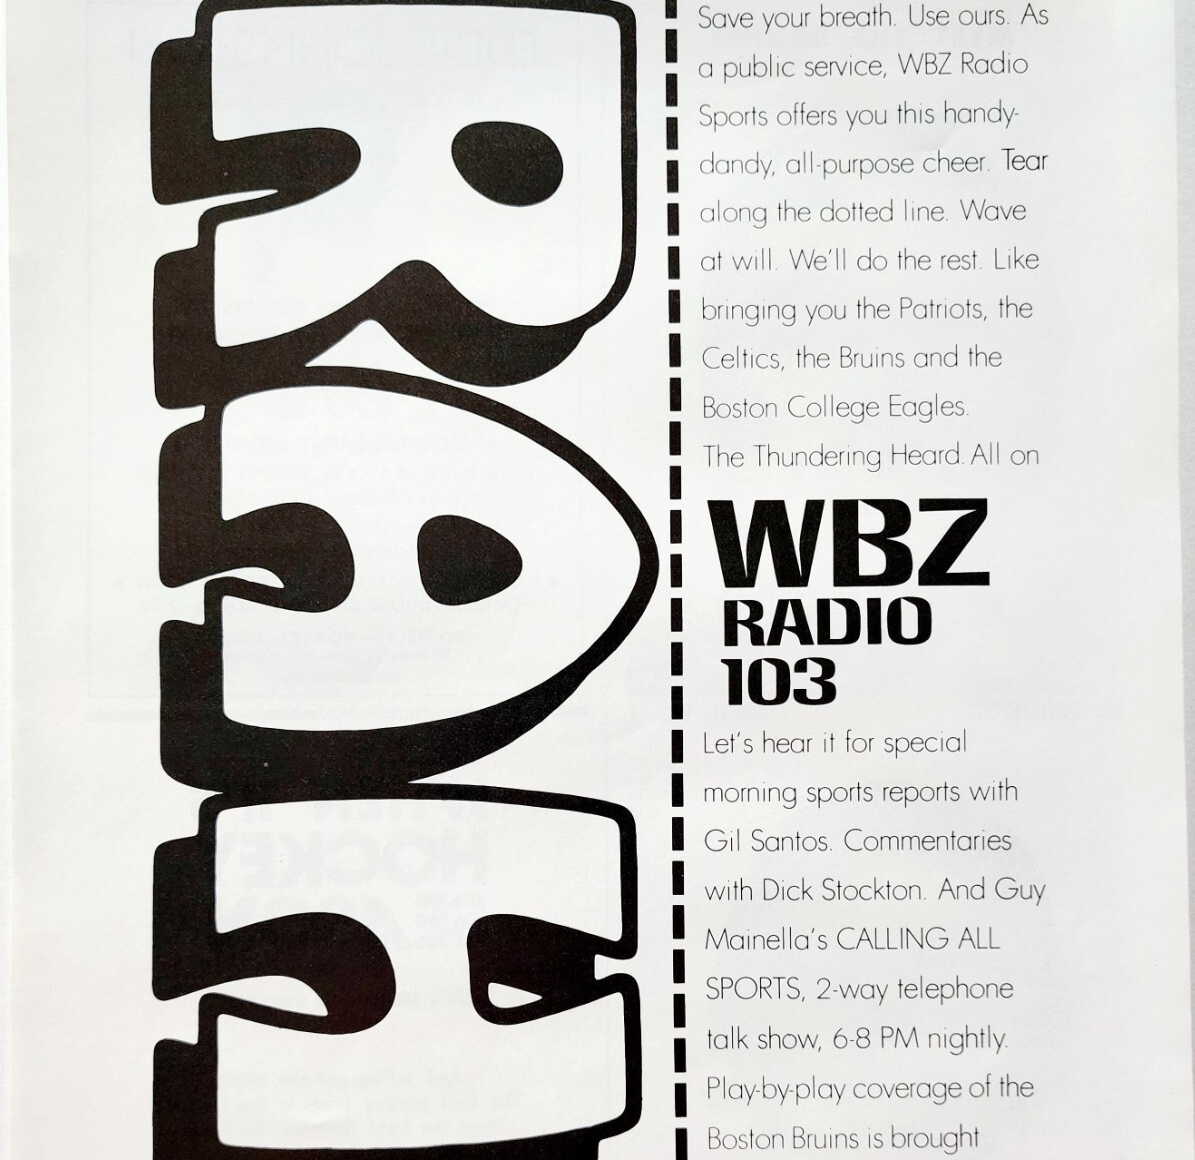 RAH
Save your breath. Use ours. As
a public service, WBZ Radio
Sports offers you this handy-
dandy, all-purpose cheer. Tear
along the dotted line. Wave
at will. We'll do the rest. Like
bringing you the Patriots, the
Celtics, the Bruins and the
Boston College Eagles.
The Thundering Heard. All on
WBZ
RADIO
103
Let's hear it for special
morning sports reports with
Gil Santos. Commentaries
with Dick Stockton. And Guy
Mainella's CALLING ALL
SPORTS, 2-way telephone
talk show, 6-8 PM nightly.
Play-by-play coverage of the
Boston Bruins is brought